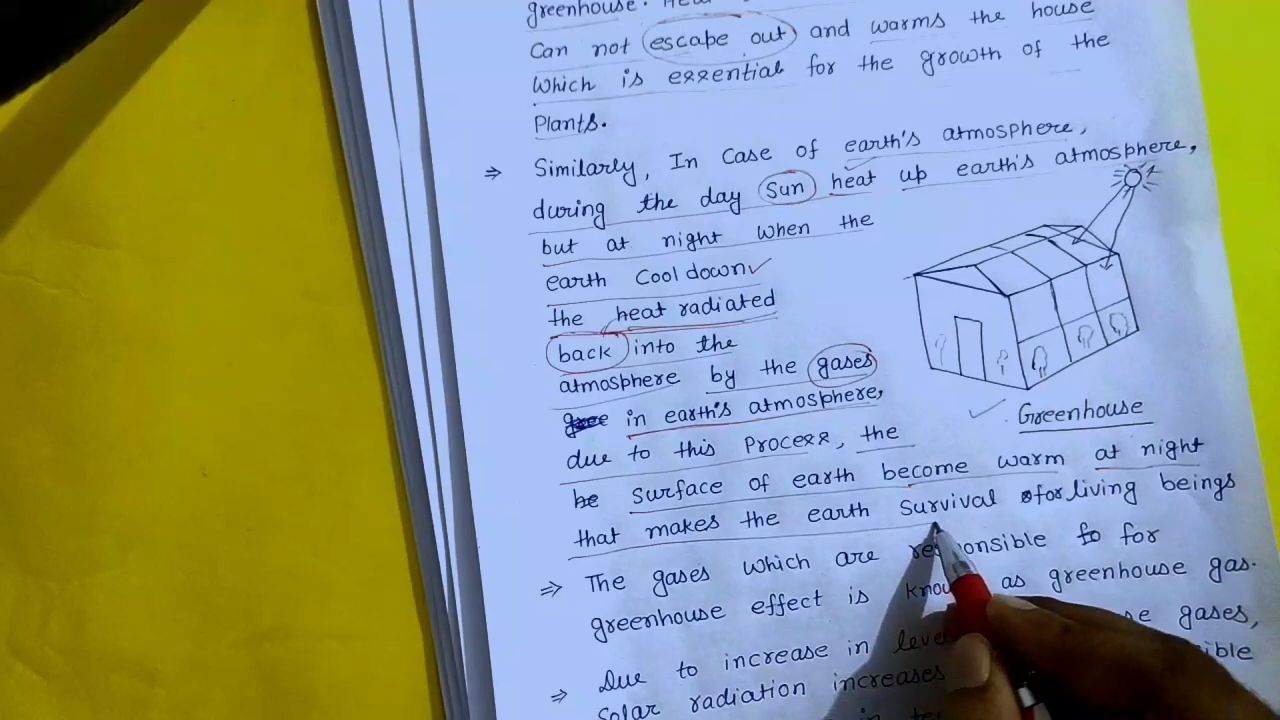 greenhouse.
Can not escape out and warms the house
which is essential for the growth of the
Plants.
⇒ Similarly, In Case of earth's atmosphere,
during the day Sun heat up earth's atmosphere,
but at night when the
earth Cool down
the heat radiated
back into the
atmosphere by the gases
in earth's atmosphere,
due to this Process, the
surface of earth become warm at night
that makes the earth survival for living beings
Greenhouse
⇒ The gases which are responsible for
greenhouse effect is as greenhouse gas.
⇒ Due to increase in gases,
solar radiation increases
in